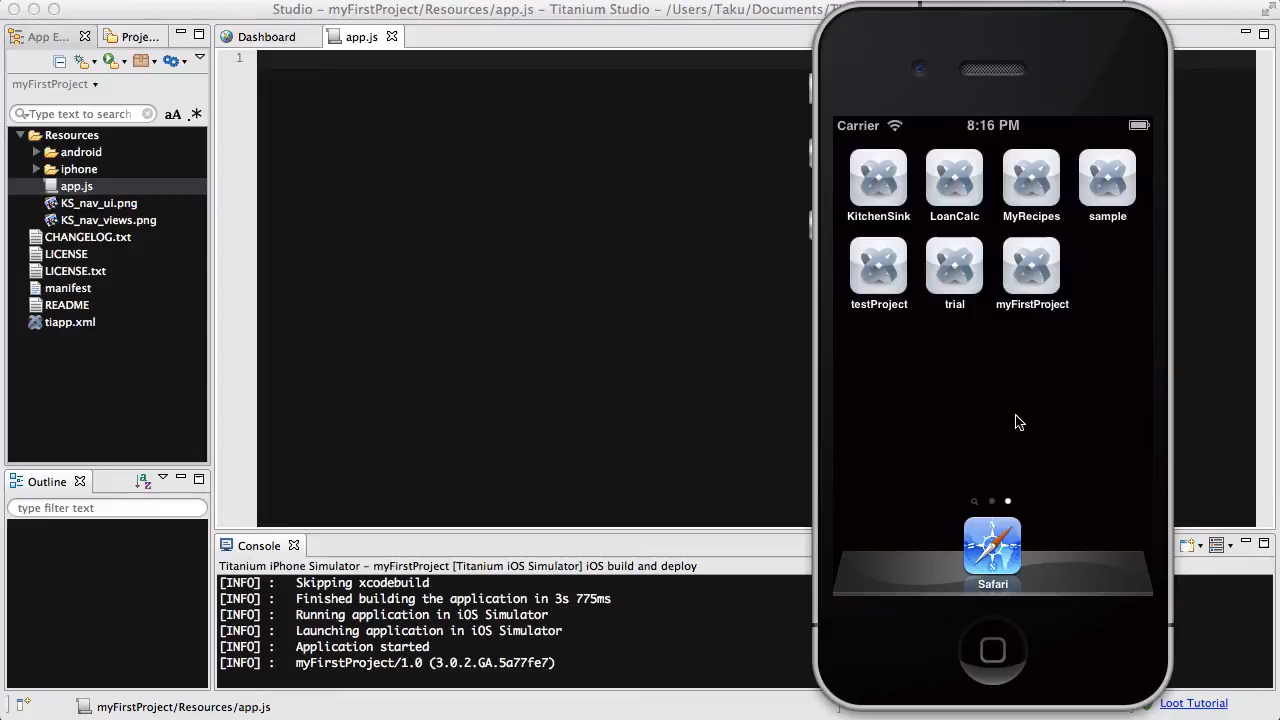 Studio – myFirstProject/Resources/app.js – Titanium Studio – /Users/Taku/Documents/
App E...
Proje...
Dashboard
app.js
myFirstProject
Type text to search
aA
.*
1
Resources
android
iphone
app.js
KS_nav_ui.png
KS_nav_views.png
CHANGELOG.txt
LICENSE
LICENSE.txt
manifest
README
tiapp.xml
Outline
type filter text
Carrier 8:16 PM
KitchenSink LoanCalc MyRecipes sample
testProject trial myFirstProject
Safari
Console
Titanium iPhone Simulator – myFirstProject [Titanium iOS Simulator] iOS build and deploy
[INFO] : Skipping xcodebuild
[INFO] : Finished building the application in 3s 775ms
[INFO] : Running application in iOS Simulator
[INFO] : Launching application in iOS Simulator
[INFO] : Application started
[INFO] : myFirstProject/1.0 (3.0.2.GA.5a77fe7)
myFirstProject/Resources/app.js
Loot Tutorial